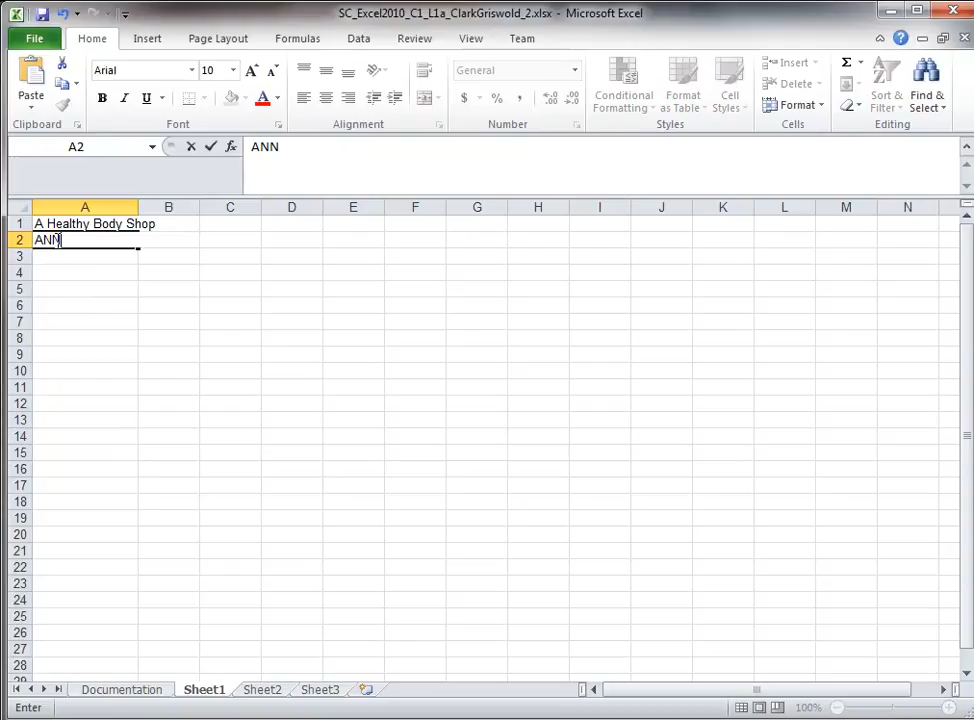 SC_Excel2010_C1_L1a_ClarkGriswold_2.xlsx - Microsoft Excel
File Home Insert Page Layout Formulas Data Review View Team
Paste
Arial 10
B I U A
General
$ % ,
Conditional Formatting
Format as Table
Cell Styles
Insert
Delete
Format
Σ
Sort & Filter
Find & Select
Clipboard Font Alignment Number Styles Cells Editing
A2 fx ANN
A B C D E F G H I J K L M N
1 A Healthy Body Shop
2 ANN
3
4
5
6
7
8
9
10
11
12
13
14
15
16
17
18
19
20
21
22
23
24
25
26
27
28
29
Documentation Sheet1 Sheet2 Sheet3
Enter 100%